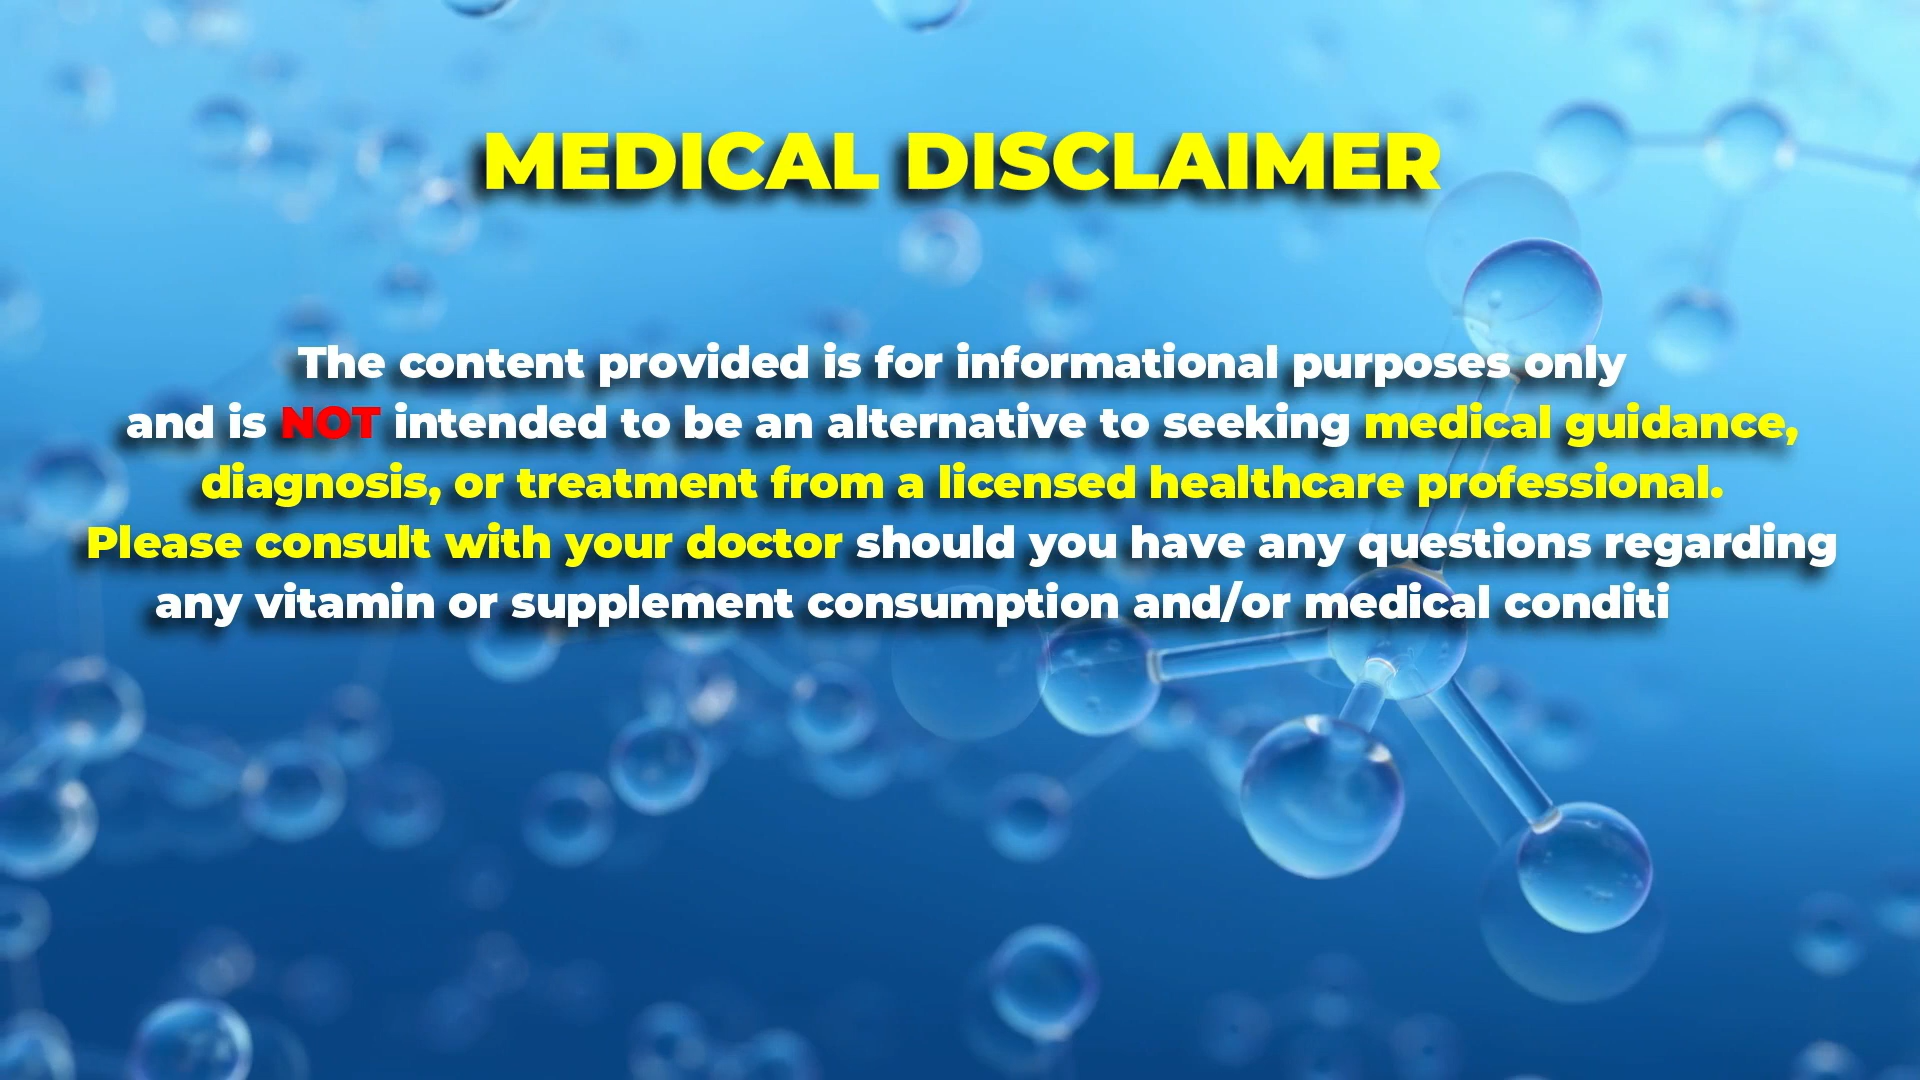 MEDICAL DISCLAIMER
The content provided is for informational purposes only
and is NOT intended to be an alternative to seeking medical guidance,
diagnosis, or treatment from a licensed healthcare professional.
Please consult with your doctor should you have any questions regarding
any vitamin or supplement consumption and/or medical conditi